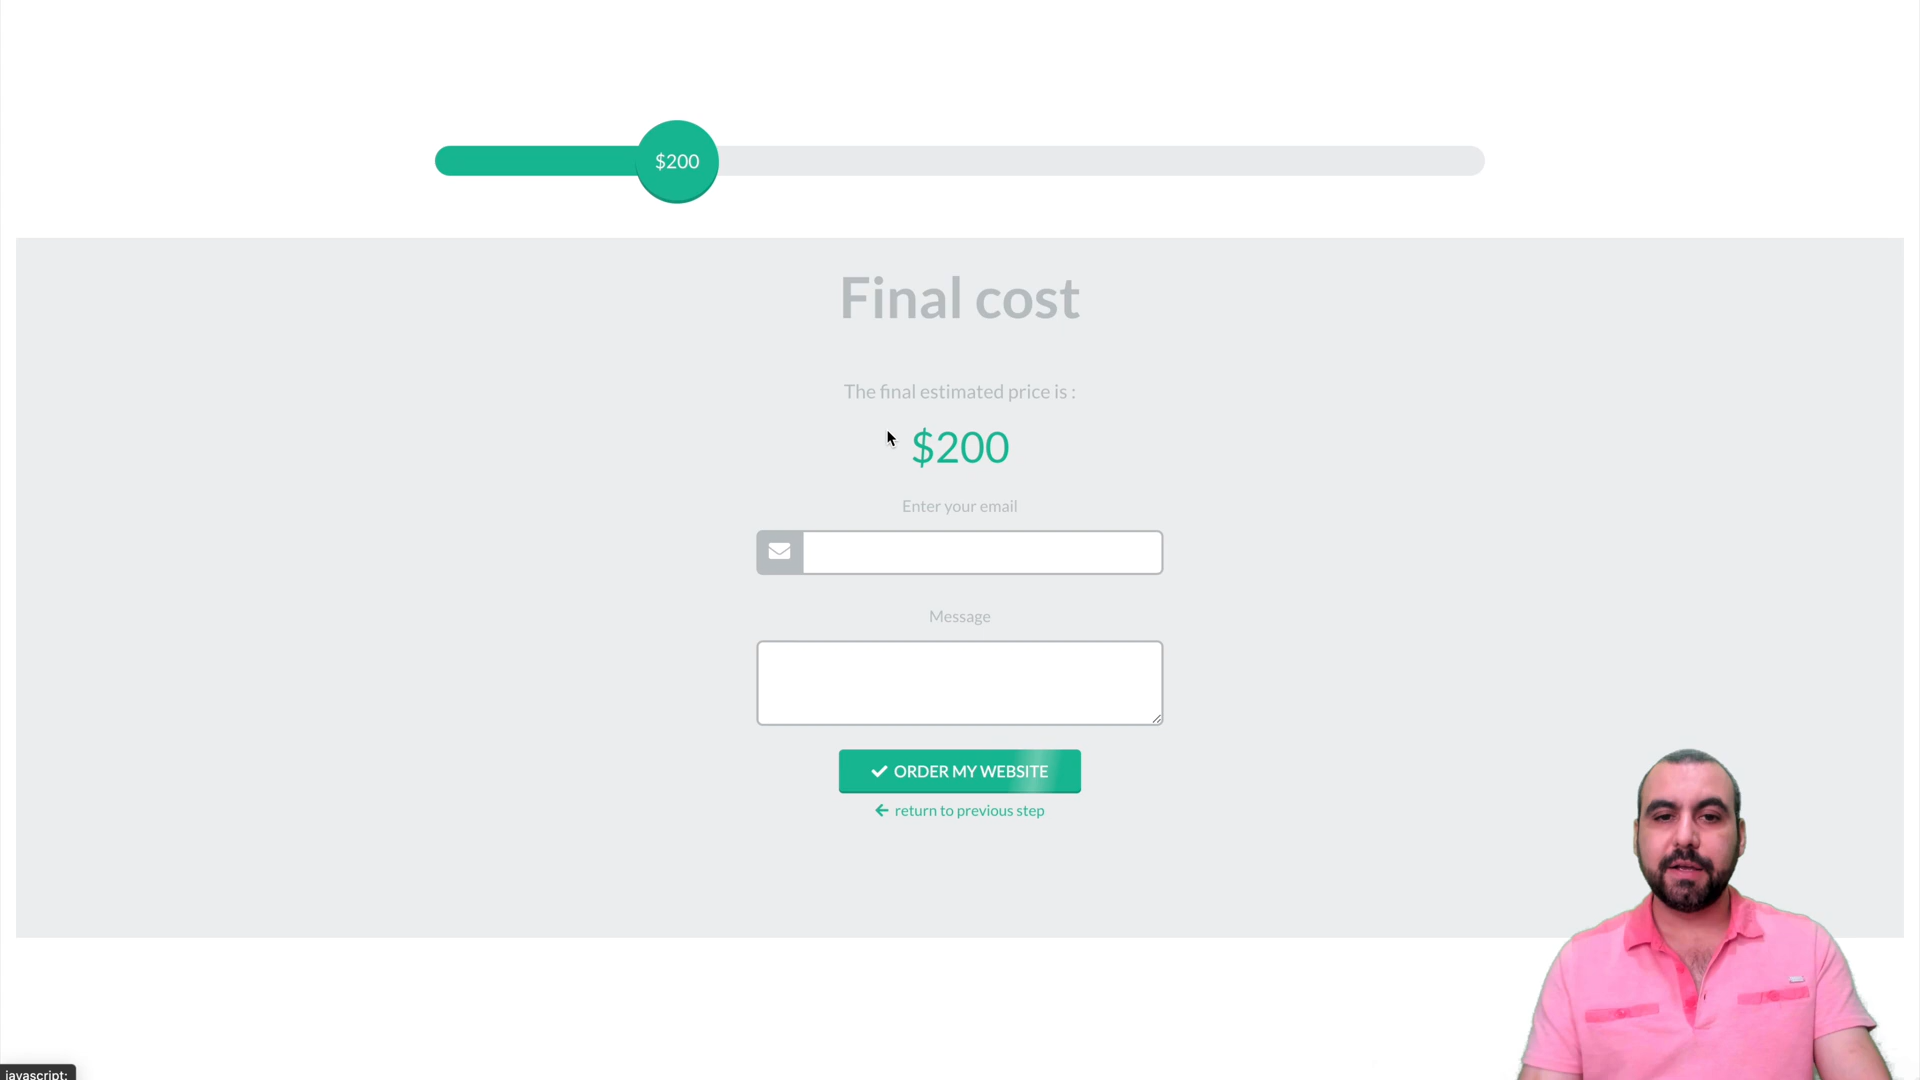 $200
Final cost
The final estimated price is :
$200
Enter your email
Message
ORDER MY WEBSITE
return to previous step
javascript: